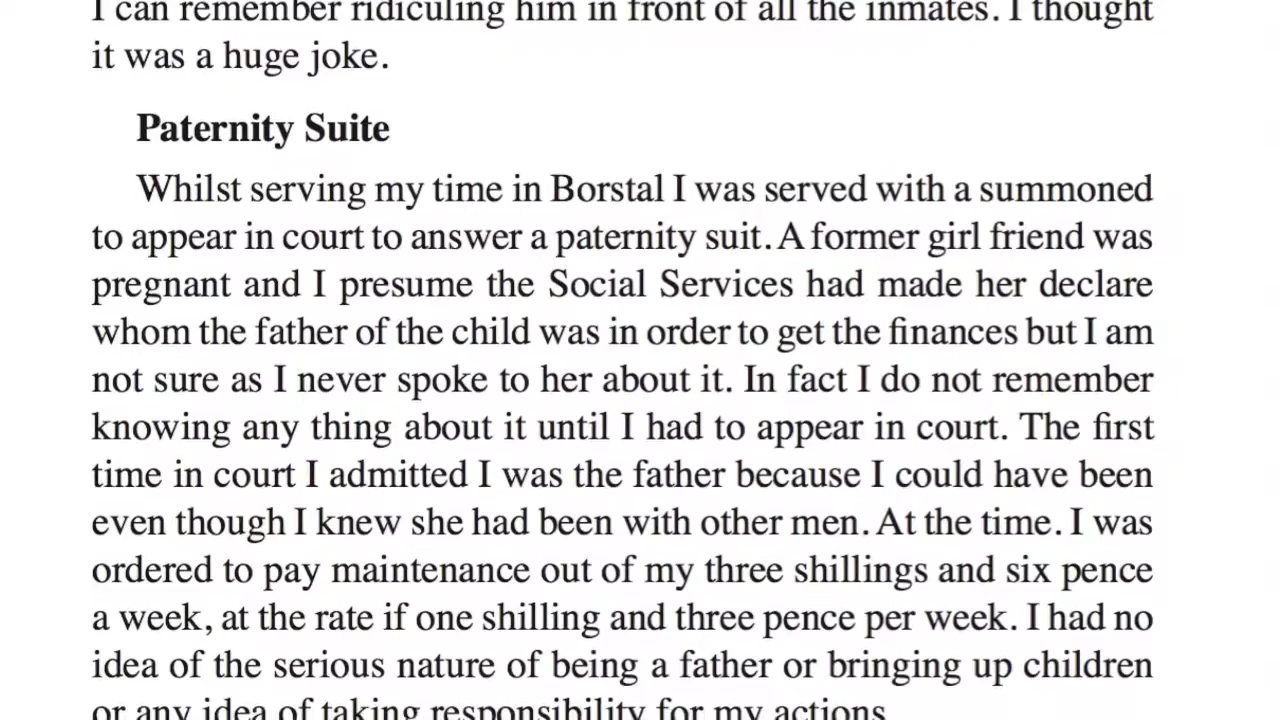 I can remember ridiculing him in front of all the inmates. I thought
it was a huge joke.
Paternity Suite
Whilst serving my time in Borstal I was served with a summoned
to appear in court to answer a paternity suit. A former girl friend was
pregnant and I presume the Social Services had made her declare
whom the father of the child was in order to get the finances but I am
not sure as I never spoke to her about it. In fact I do not remember
knowing any thing about it until I had to appear in court. The first
time in court I admitted I was the father because I could have been
even though I knew she had been with other men. At the time. I was
ordered to pay maintenance out of my three shillings and six pence
a week, at the rate if one shilling and three pence per week. I had no
idea of the serious nature of being a father or bringing up children
or any idea of taking responsibility for my actions.